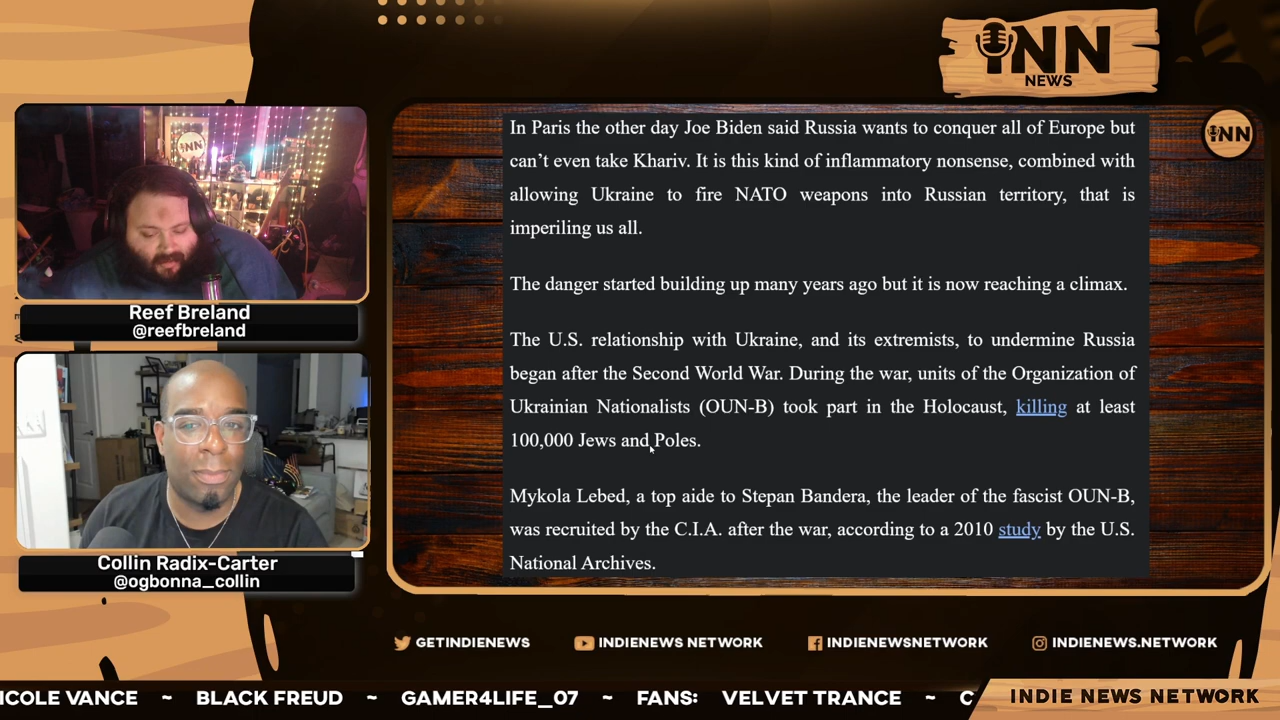 INN
NEWS
INN
INN
In Paris the other day Joe Biden said Russia wants to conquer all of Europe but
can’t even take Khariv. It is this kind of inflammatory nonsense, combined with
allowing Ukraine to fire NATO weapons into Russian territory, that is
imperiling us all.
The danger started building up many years ago but it is now reaching a climax.
The U.S. relationship with Ukraine, and its extremists, to undermine Russia
began after the Second World War. During the war, units of the Organization of
Ukrainian Nationalists (OUN-B) took part in the Holocaust, killing at least
100,000 Jews and Poles.
Mykola Lebed, a top aide to Stepan Bandera, the leader of the fascist OUN-B,
was recruited by the C.I.A. after the war, according to a 2010 study by the U.S.
National Archives.
Reef Breland
@reefbreland
Collin Radix-Carter
@ogbonna_collin
GETINDIENEWS
INDIENEWS NETWORK
INDIENEWSNETWORK
INDIENEWS.NETWORK
ICOLE VANCE ~ BLACK FREUD ~ GAMER4LIFE_07 ~ FANS: VELVET TRANCE ~ C
INDIE NEWS NETWORK